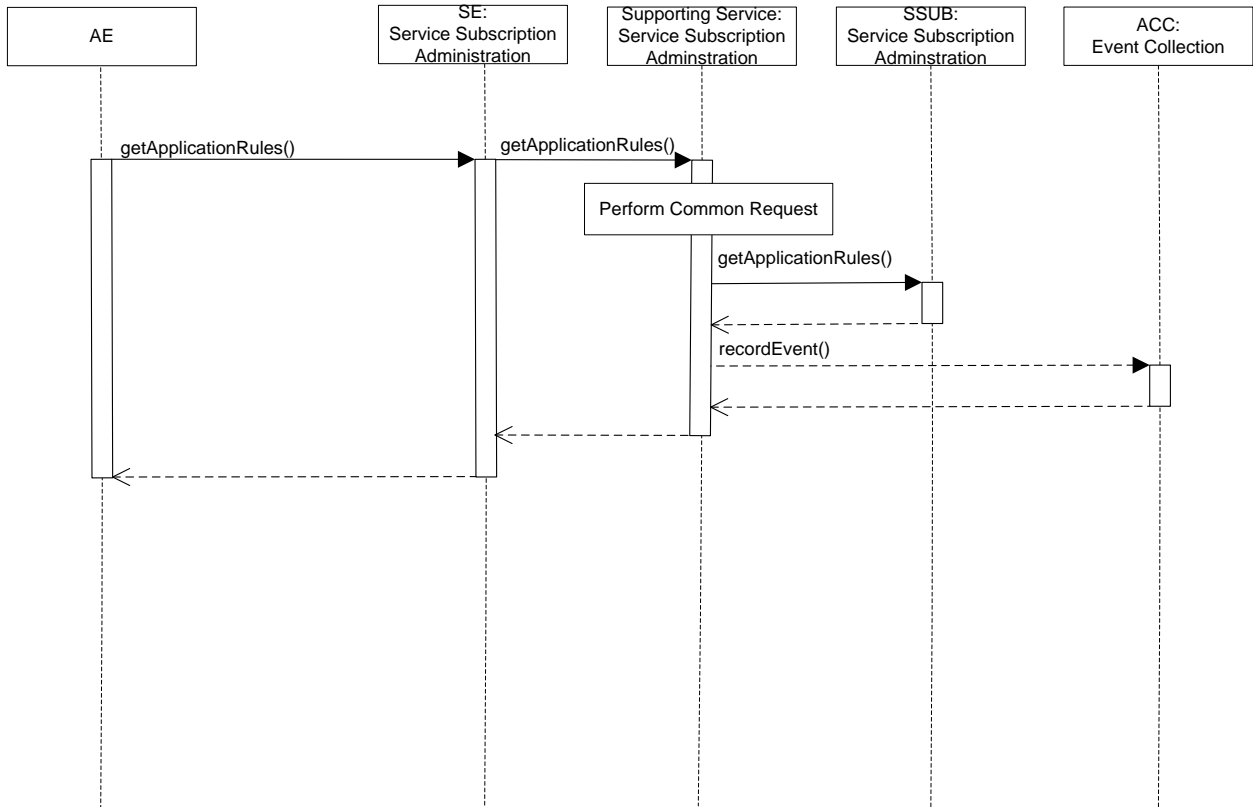 AE
SE:
Service Subscription
Administration
Supporting Service:
Service Subscription
Adminstration
SSUB:
Service Subscription
Adminstration
ACC:
Event Collection
getApplicationRules()
getApplicationRules()
Perform Common Request
getApplicationRules()
recordEvent()